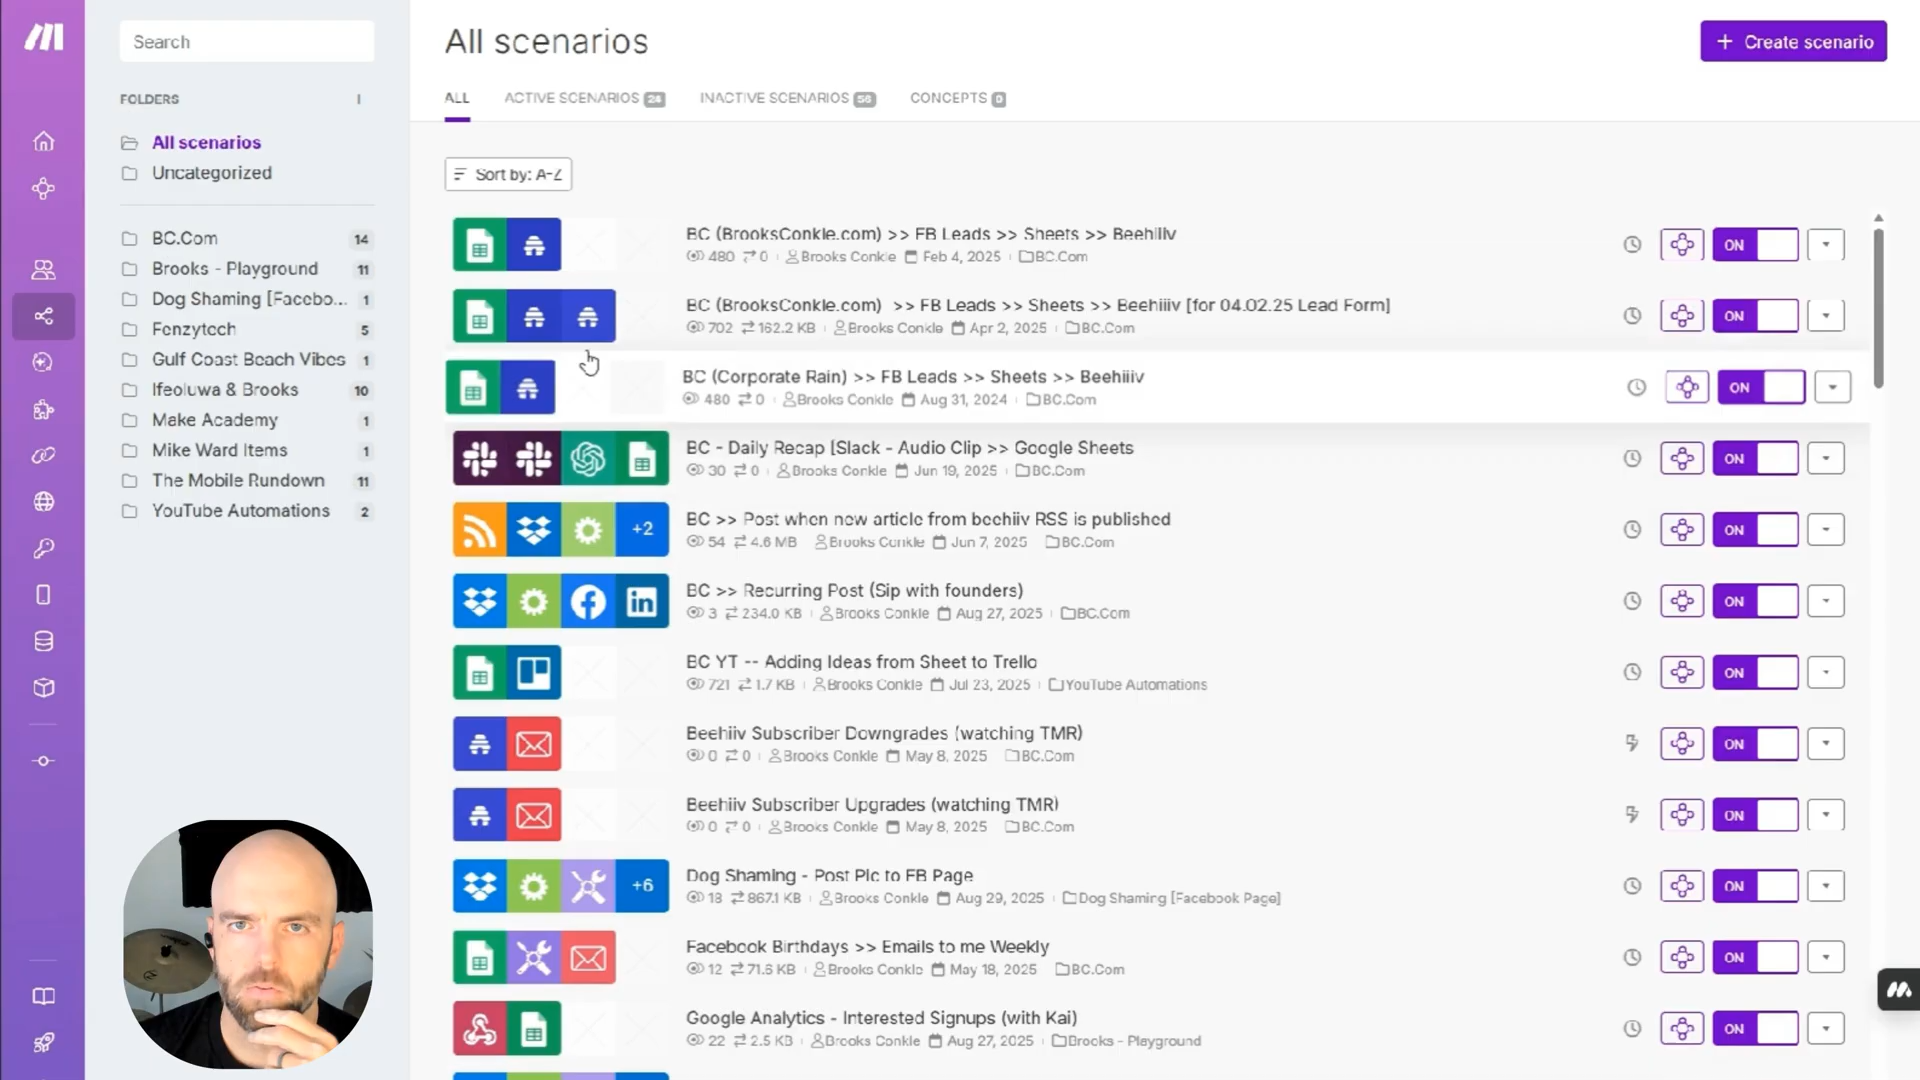 Search
FOLDERS
All scenarios
Uncategorized
BC.Com 14
Brooks - Playground 11
Dog Shaming [Facebo... 1
Fenzytech 5
Gulf Coast Beach Vibes 1
Ifeoluwa & Brooks 10
Make Academy 1
Mike Ward Items 1
The Mobile Rundown 11
YouTube Automations 2
All scenarios
+ Create scenario
ALL ACTIVE SCENARIOS 24 INACTIVE SCENARIOS 56 CONCEPTS 0
Sort by: A-Z
BC (BrooksConkle.com) >> FB Leads >> Sheets >> Beehiiv
480 0 Brooks Conkle Feb 4, 2025 BC.Com
ON
BC (BrooksConkle.com) >> FB Leads >> Sheets >> Beehiiv [for 04.02.25 Lead Form]
702 162.2 KB Brooks Conkle Apr 2, 2025 BC.Com
ON
BC (Corporate Rain) >> FB Leads >> Sheets >> Beehiiiv
480 0 Brooks Conkle Aug 31, 2024 BC.Com
ON
BC - Daily Recap [Slack - Audio Clip >> Google Sheets
30 0 Brooks Conkle Jun 19, 2025 BC.Com
ON
+2
BC >> Post when new article from beehiiv RSS is published
54 4.6 MB Brooks Conkle Jun 7, 2025 BC.Com
ON
BC >> Recurring Post (Sip with founders)
3 234.0 KB Brooks Conkle Aug 27, 2025 BC.Com
ON
BC YT -- Adding Ideas from Sheet to Trello
721 1.7 KB Brooks Conkle Jul 23, 2025 YouTube Automations
ON
Beehiiv Subscriber Downgrades (watching TMR)
0 0 Brooks Conkle May 8, 2025 BC.Com
ON
Beehiiv Subscriber Upgrades (watching TMR)
0 0 Brooks Conkle May 8, 2025 BC.Com
ON
+6
Dog Shaming - Post Pic to FB Page
18 867.1 KB Brooks Conkle Aug 29, 2025 Dog Shaming [Facebook Page]
ON
Facebook Birthdays >> Emails to me Weekly
12 71.6 KB Brooks Conkle May 18, 2025 BC.Com
ON
Google Analytics - Interested Signups (with Kai)
22 2.5 KB Brooks Conkle Aug 27, 2025 Brooks - Playground
ON